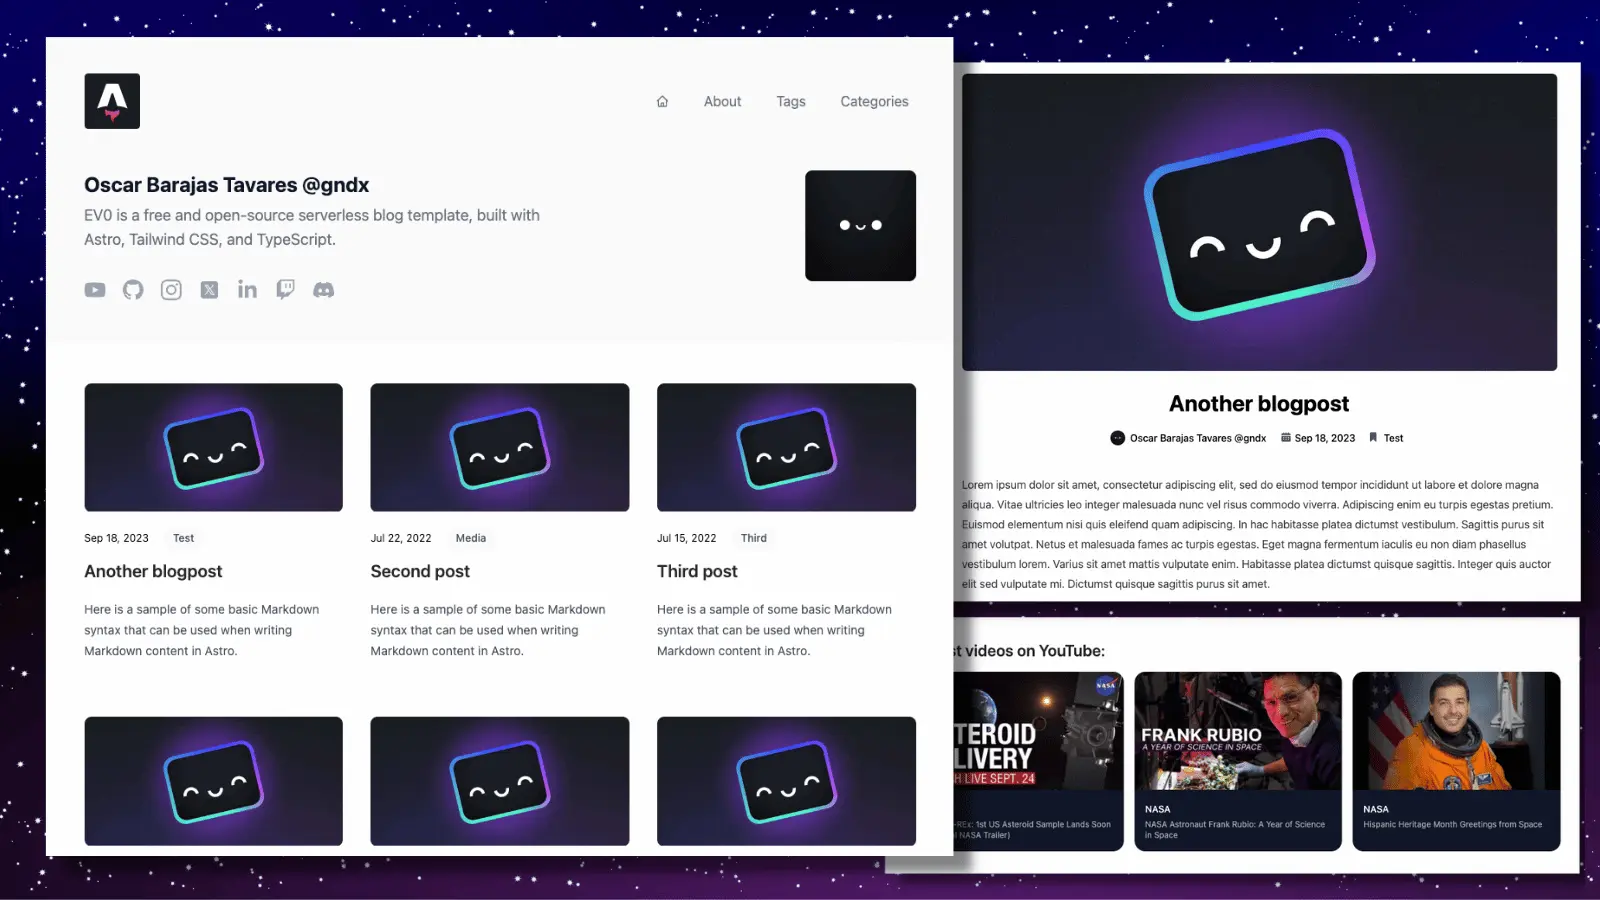 About
Tags
Categories
Oscar Barajas Tavares @gndx
EV0 is a free and open-source serverless blog template, built with
Astro, Tailwind CSS, and TypeScript.
Sep 18, 2023
Test
Another blogpost
Here is a sample of some basic Markdown
syntax that can be used when writing
Markdown content in Astro.
Jul 22, 2022
Media
Second post
Here is a sample of some basic Markdown
syntax that can be used when writing
Markdown content in Astro.
Jul 15, 2022
Third
Third post
Here is a sample of some basic Markdown
syntax that can be used when writing
Markdown content in Astro.
Another blogpost
Oscar Barajas Tavares @gndx
Sep 18, 2023
Test
Lorem ipsum dolor sit amet, consectetur adipiscing elit, sed do eiusmod tempor incididunt ut labore et dolore magna
aliqua. Vitae ultricies leo integer malesuada nunc vel risus commodo viverra. Adipiscing enim eu turpis egestas pretium.
Euismod elementum nisi quis eleifend quam adipiscing. In hac habitasse platea dictumst vestibulum. Sagittis purus sit
amet volutpat. Netus et malesuada fames ac turpis egestas. Eget magna fermentum iaculis eu non diam phasellus
vestibulum lorem. Varius sit amet mattis vulputate enim. Habitasse platea dictumst quisque sagittis. Integer quis auctor
elit sed vulputate mi. Dictumst quisque sagittis purus sit amet.
st videos on YouTube:
NASA
TEROID
LIVERY
H LIVE SEPT. 24
-REx: 1st US Asteroid Sample Lands Soon
NASA Trailer)
FRANK RUBIO
A YEAR OF SCIENCE IN SPACE
NASA
NASA Astronaut Frank Rubio: A Year of Science
in Space
NASA
Hispanic Heritage Month Greetings from Space